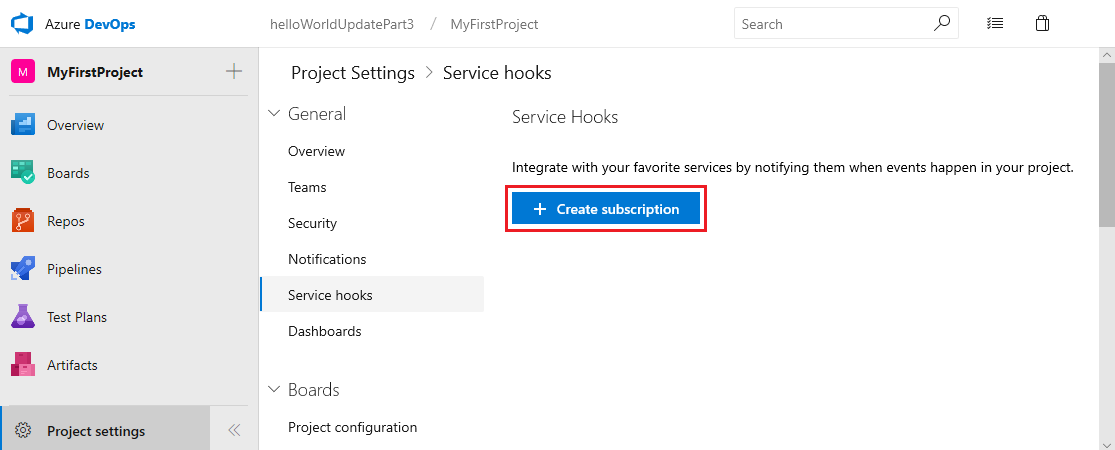 Azure DevOps
helloWorldUpdatePart3 / MyFirstProject
Search
M
MyFirstProject
Overview
Boards
Repos
Pipelines
Test Plans
Artifacts
Project settings
Project Settings > Service hooks
General
Overview
Teams
Security
Notifications
Service hooks
Dashboards
Boards
Project configuration
Service Hooks
Integrate with your favorite services by notifying them when events happen in your project.
+ Create subscription